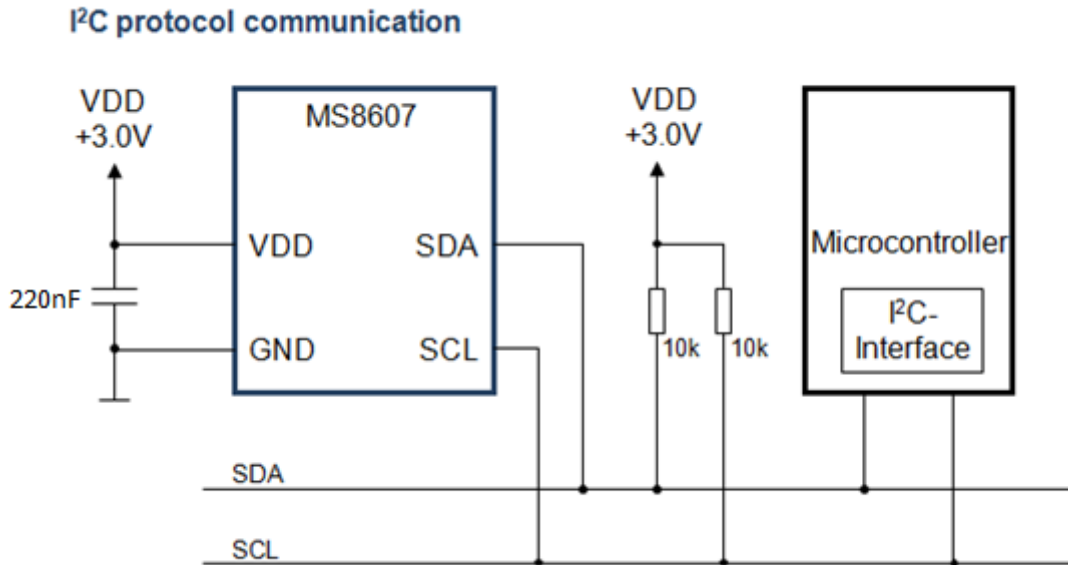 I²C protocol communication
VDD
+3.0V
MS8607
VDD
+3.0V
VDD
SDA
Microcontroller
220nF
I²C-
Interface
GND
SCL
10k
10k
SDA
SCL